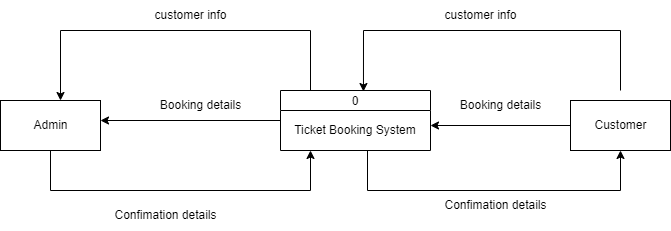 customer info
customer info
Booking details
0
Booking details
Admin
Ticket Booking System
Customer
Confimation details
Confimation details